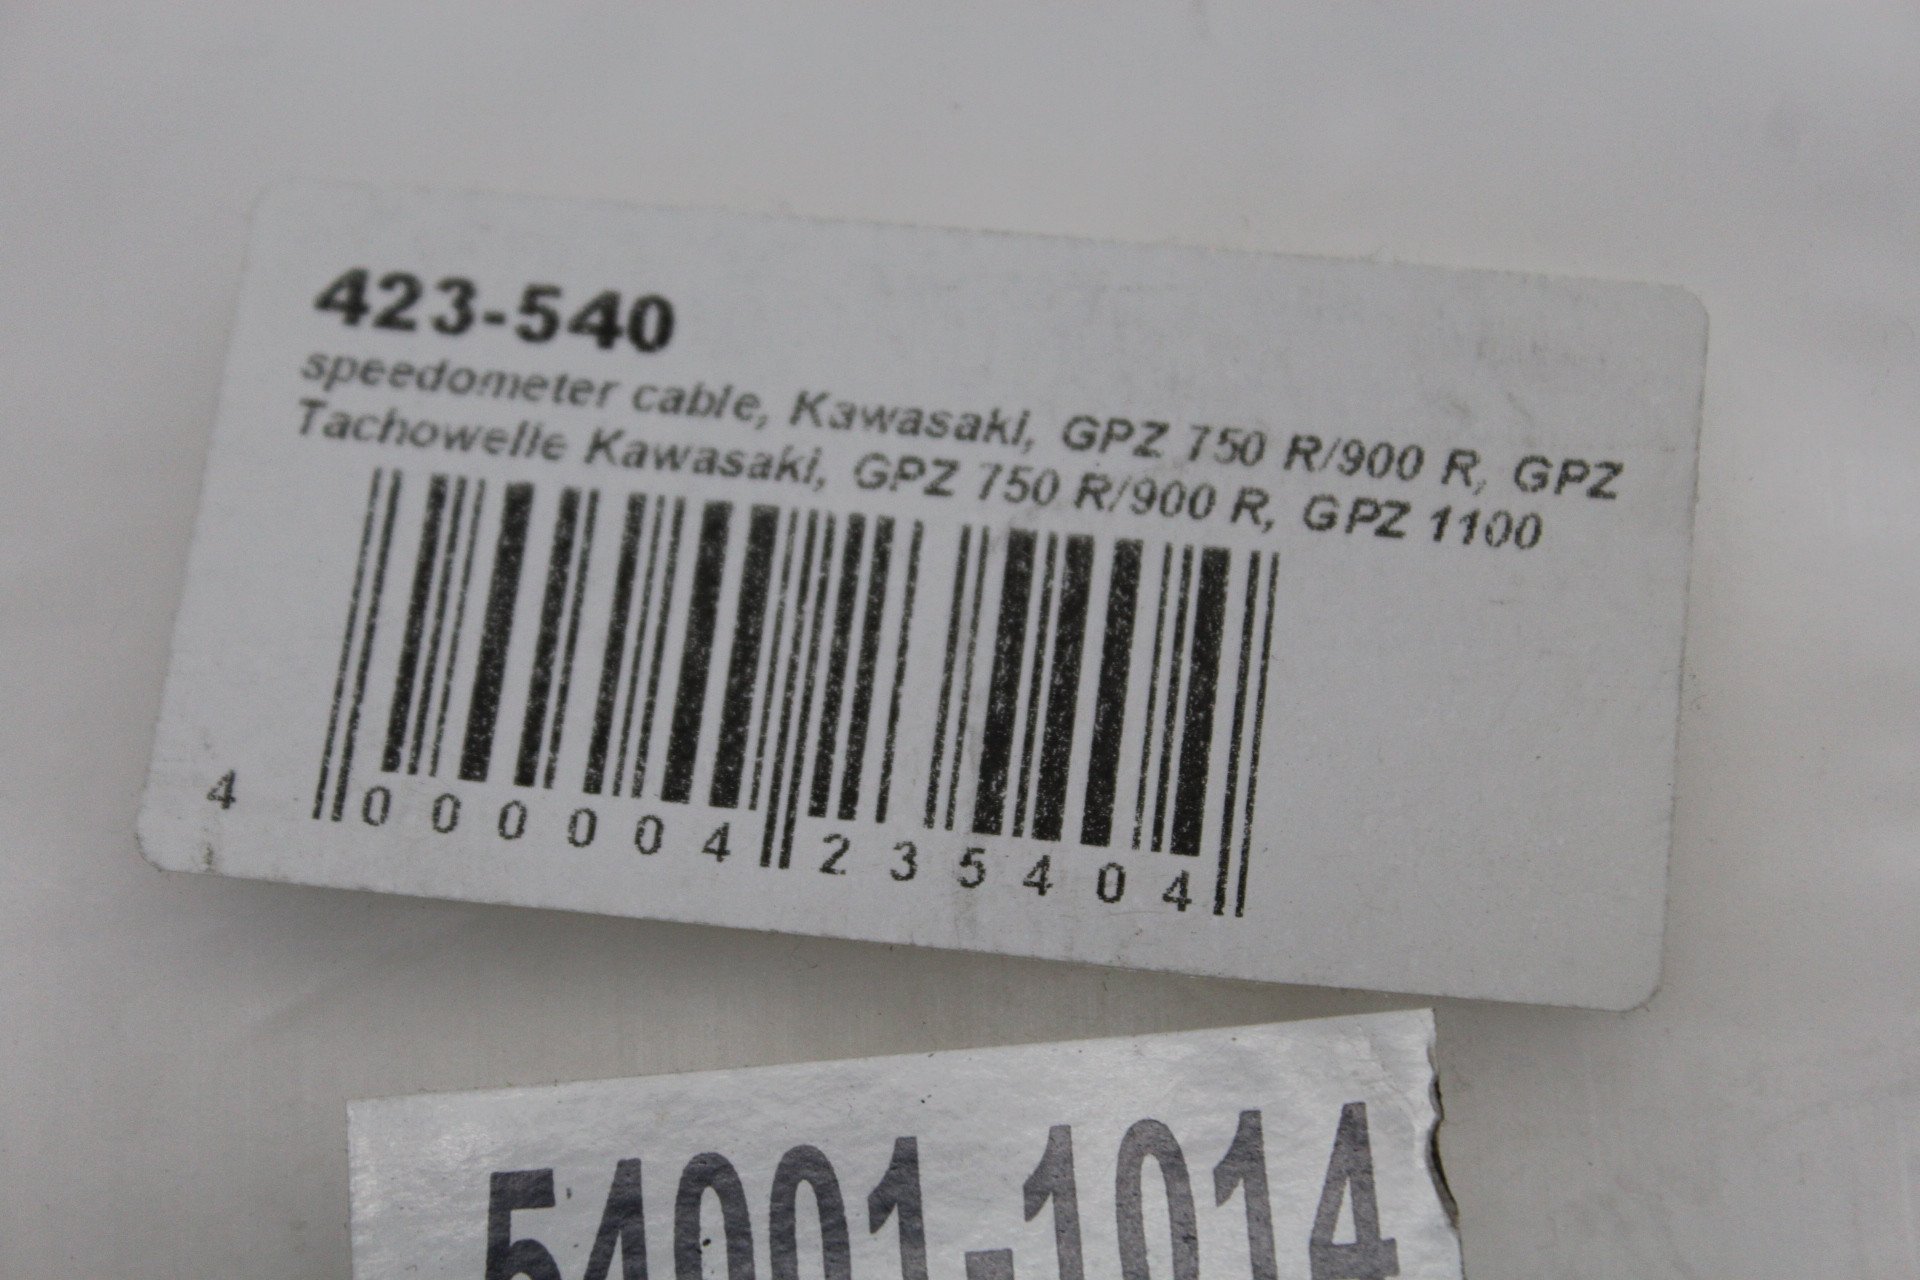 423-540
speedometer cable, Kawasaki, GPZ 750 R/900 R, GPZ
Tachowelle Kawasaki, GPZ 750 R/900 R, GPZ 1100
4 000004 235404
54001-1014